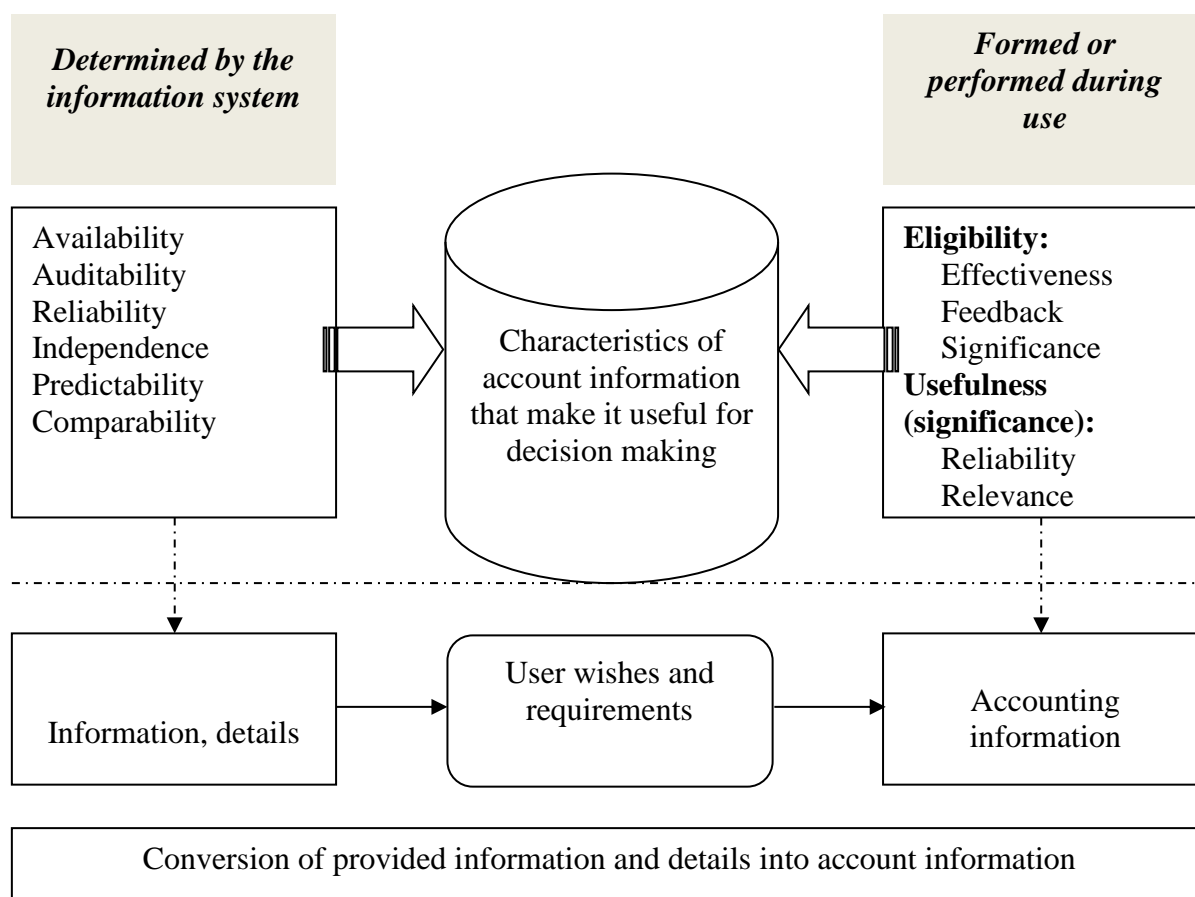 Determined by the
information system
Formed or
performed during
use
Availability
Auditability
Reliability
Independence
Predictability
Comparability
Characteristics of
account information
that make it useful for
decision making
Eligibility:
Effectiveness
Feedback
Significance
Usefulness
(significance):
Reliability
Relevance
Information, details
User wishes and
requirements
Accounting
information
Conversion of provided information and details into account information